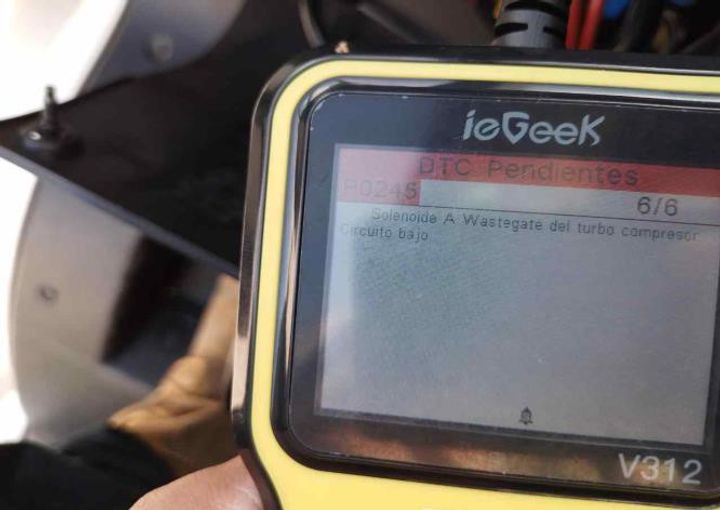 ieGeek
DTC Pendientes
P0245
6/6
Solenoide A Wastegate del turbo compresor
Circuito bajo
V312